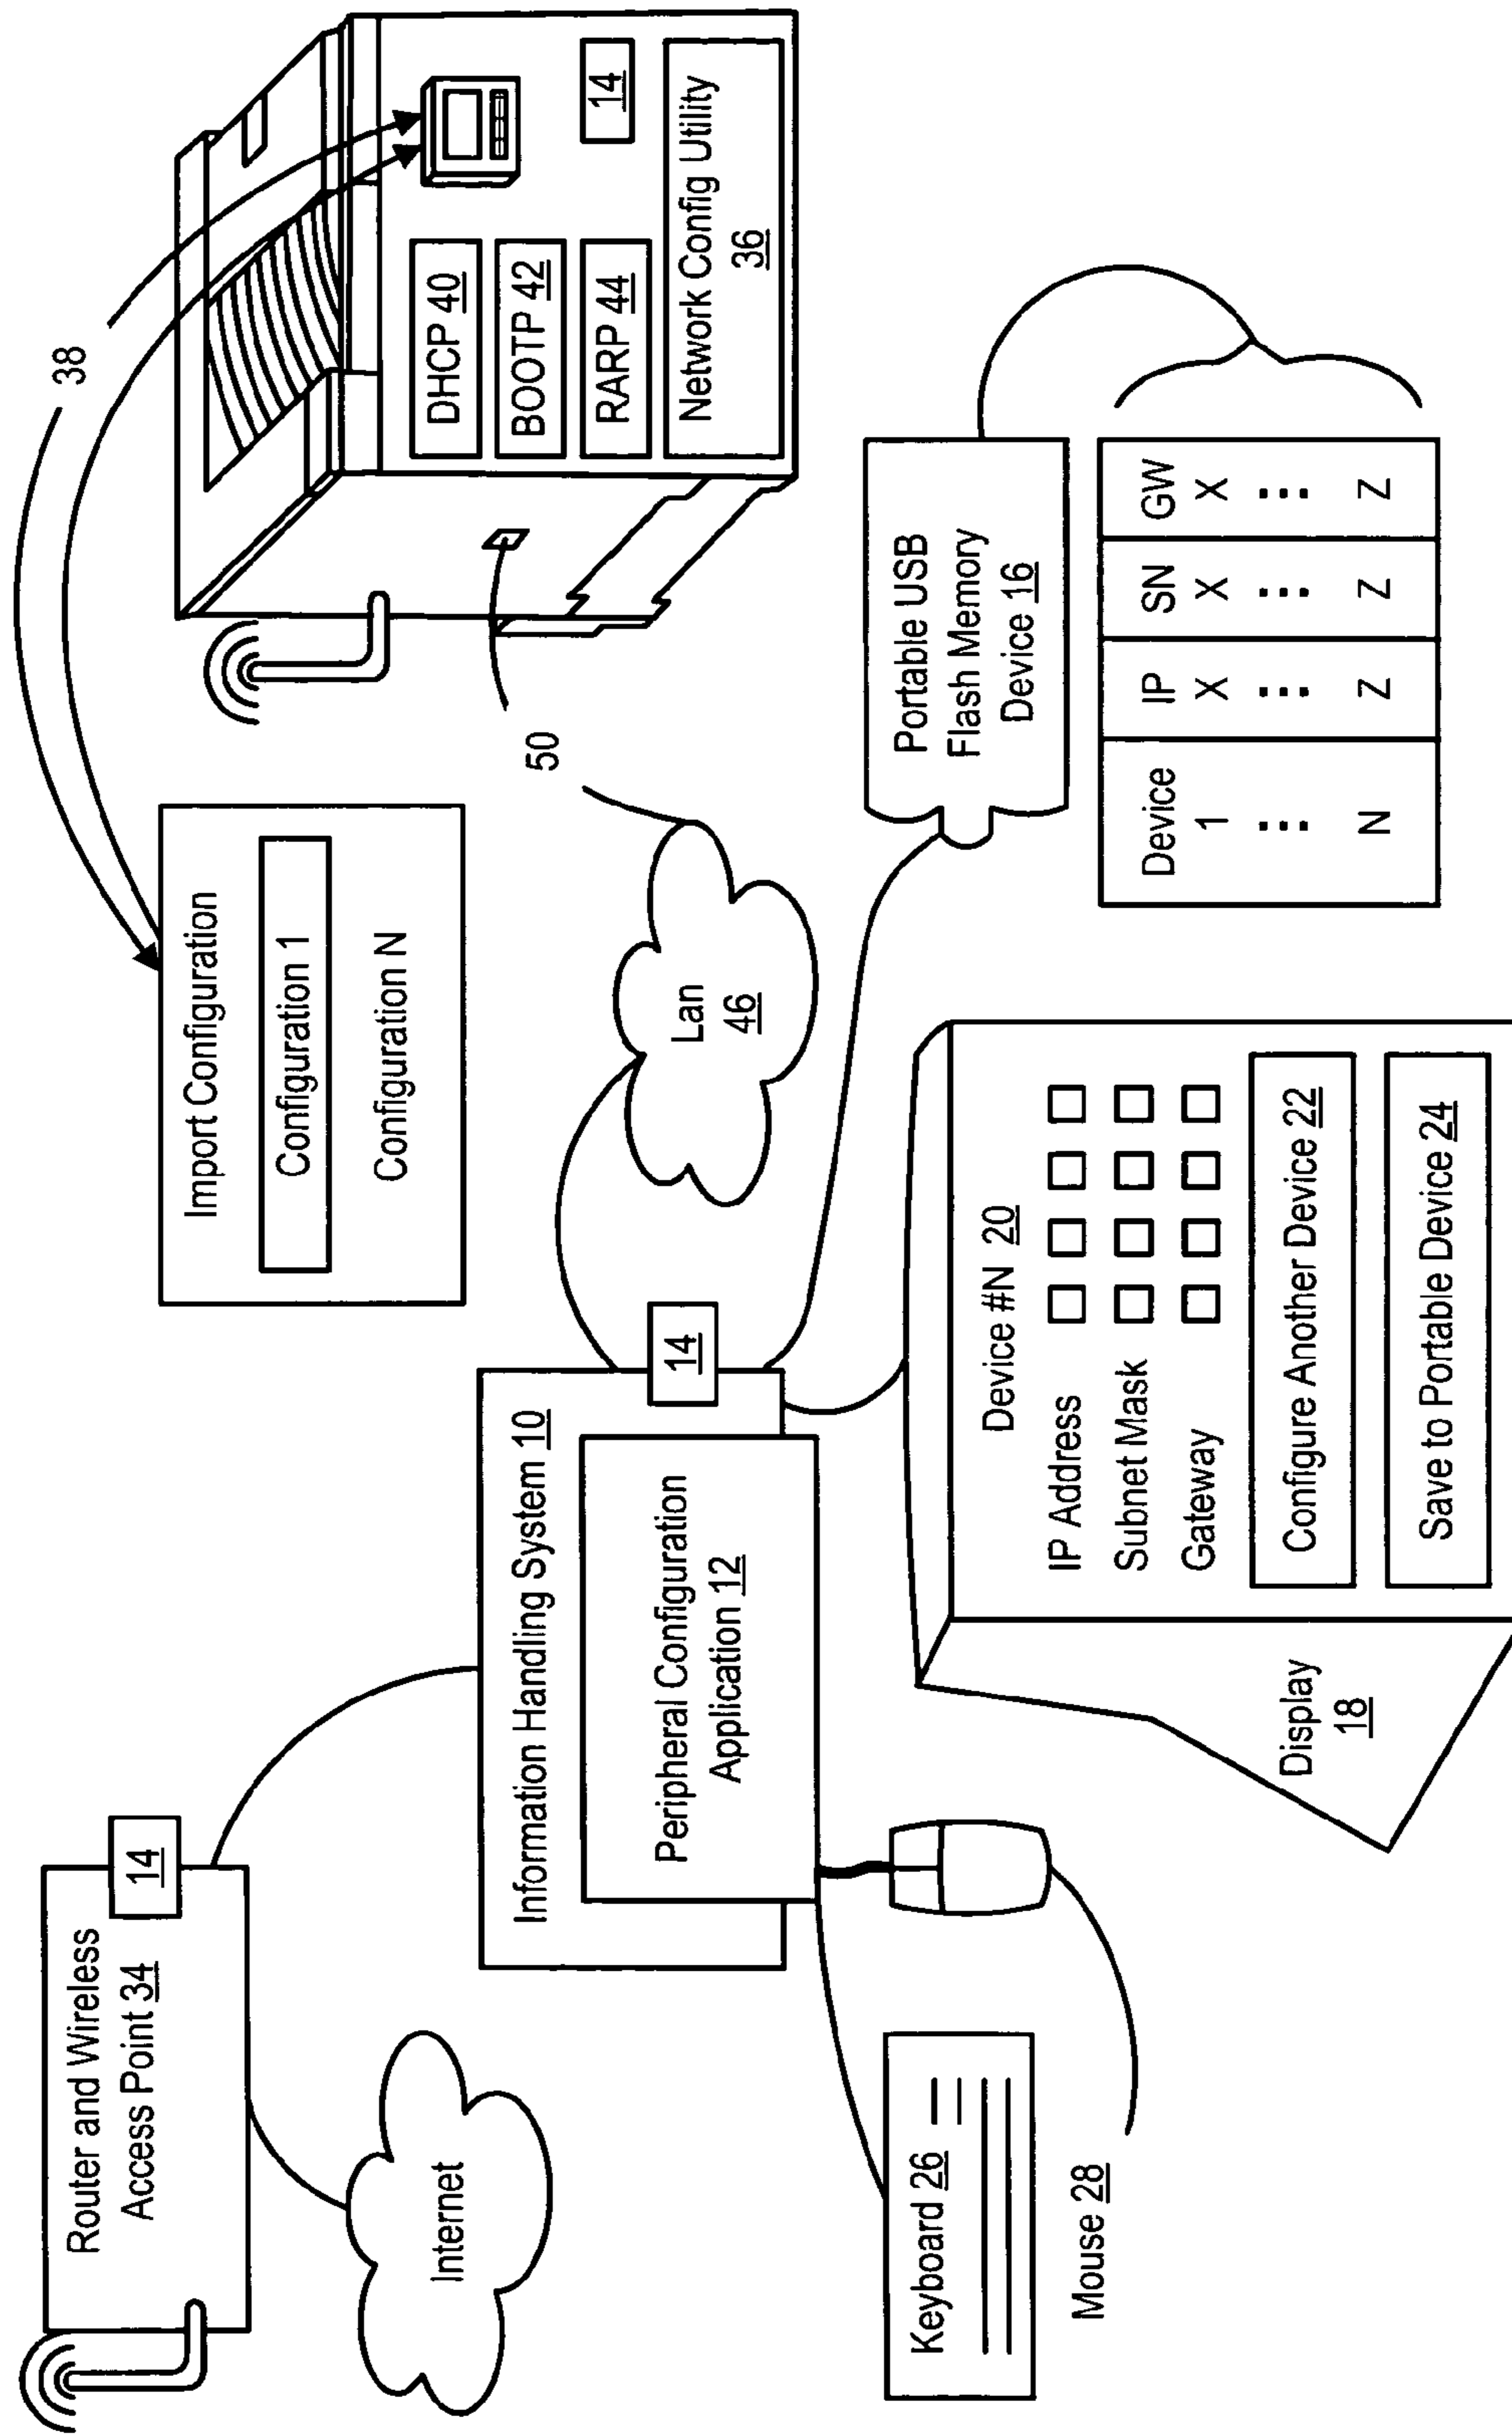 Router and Wireless
Access Point 34
14
Internet
Information Handling System 10
14
Peripheral Configuration
Application 12
Keyboard 26
Mouse 28
Display
18
Device #N 20
IP Address
Subnet Mask
Gateway
Configure Another Device 22
Save to Portable Device 24
Import Configuration
Configuration 1
Configuration N
Lan
46
38
50
DHCP 40
BOOTP 42
RARP 44
14
Network Config Utility
36
Portable USB
Flash Memory
Device 16
Device IP SN GW
1 X X X
⋮ ⋮ ⋮ ⋮
N Z Z Z